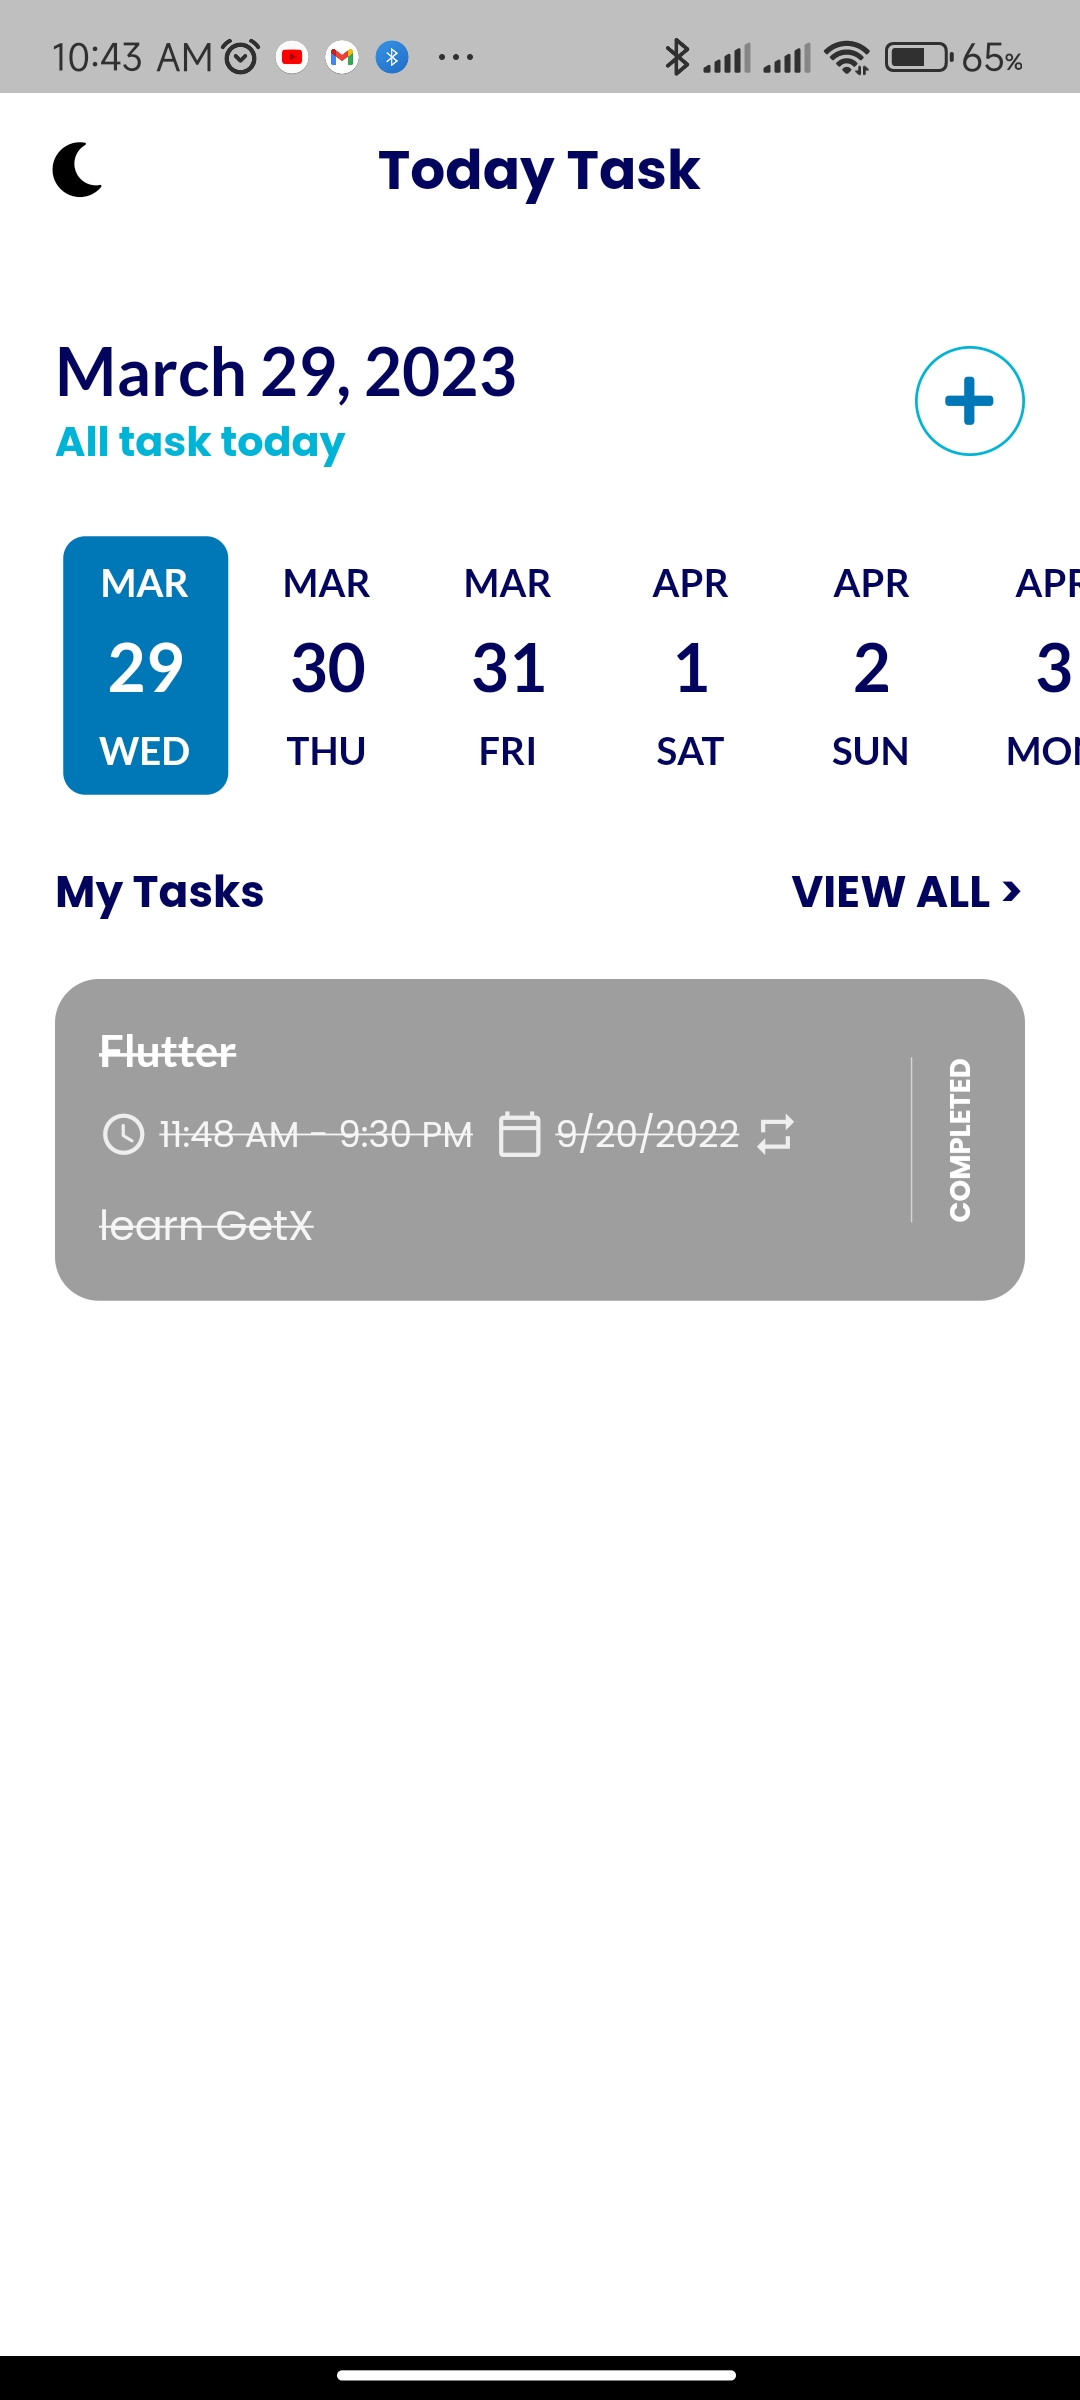 10:43 AM 65%
Today Task
March 29, 2023
All task today
MAR MAR MAR APR APR APR
29 30 31 1 2 3
WED THU FRI SAT SUN MON
My Tasks VIEW ALL >
Flutter
11:48 AM - 9:30 PM 9/20/2022
learn GetX
COMPLETED